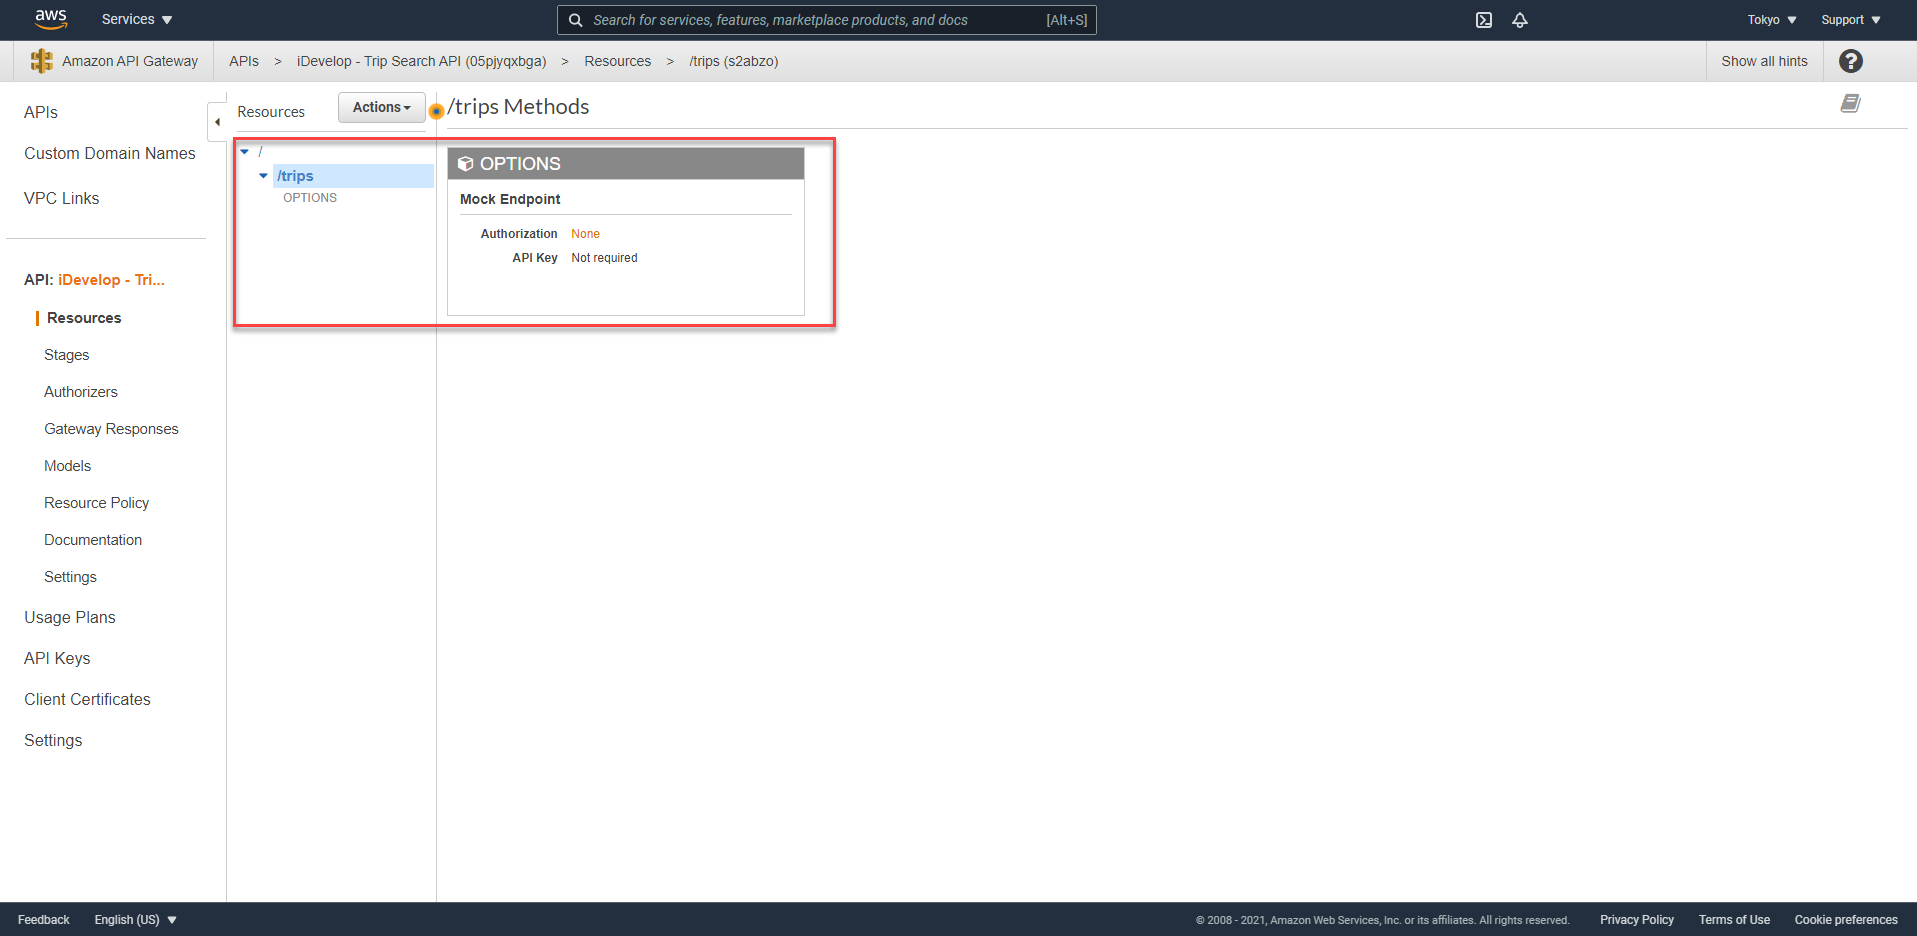 aws
Services
Search for services, features, marketplace products, and docs
[Alt+S]
Tokyo
Support
Amazon API Gateway
APIs > iDevelop - Trip Search API (05pjyqxbga) > Resources > /trips (s2abzo)
Show all hints
?
APIs
Custom Domain Names
VPC Links
API: iDevelop - Tri...
Resources
Stages
Authorizers
Gateway Responses
Models
Resource Policy
Documentation
Settings
Usage Plans
API Keys
Client Certificates
Settings
Resources
Actions
/
/trips
OPTIONS
/trips Methods
OPTIONS
Mock Endpoint
Authorization None
API Key Not required
Feedback
English (US)
© 2008 - 2021, Amazon Web Services, Inc. or its affiliates. All rights reserved.
Privacy Policy
Terms of Use
Cookie preferences